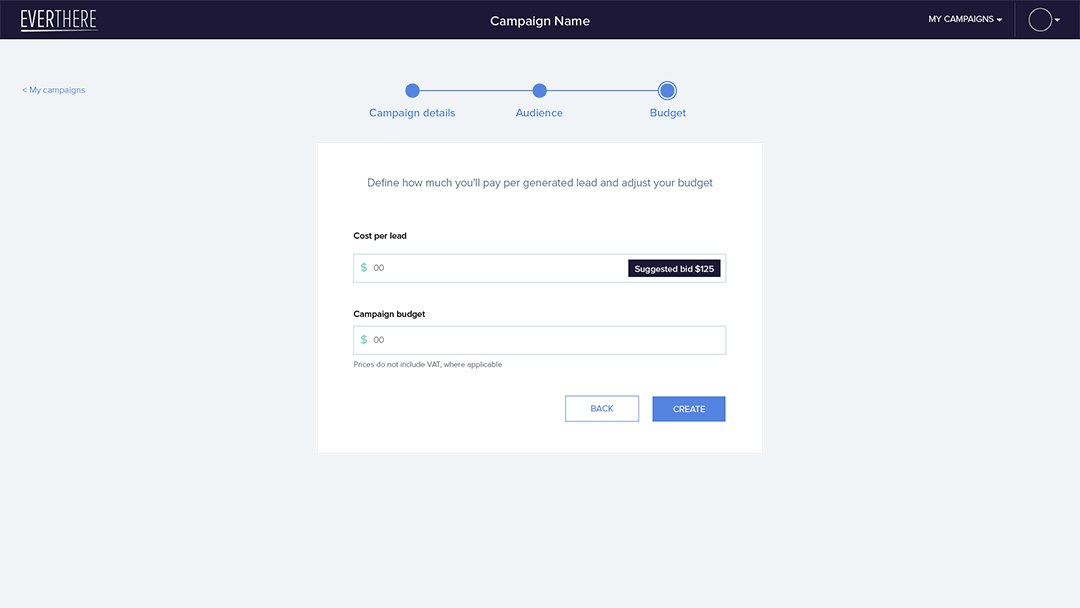 EVERTHERE
Campaign Name
MY CAMPAIGNS
< My campaigns
Campaign details
Audience
Budget
Define how much you'll pay per generated lead and adjust your budget
Cost per lead
$ 00
Suggested bid $125
Campaign budget
$ 00
Prices do not include VAT, where applicable
BACK
CREATE